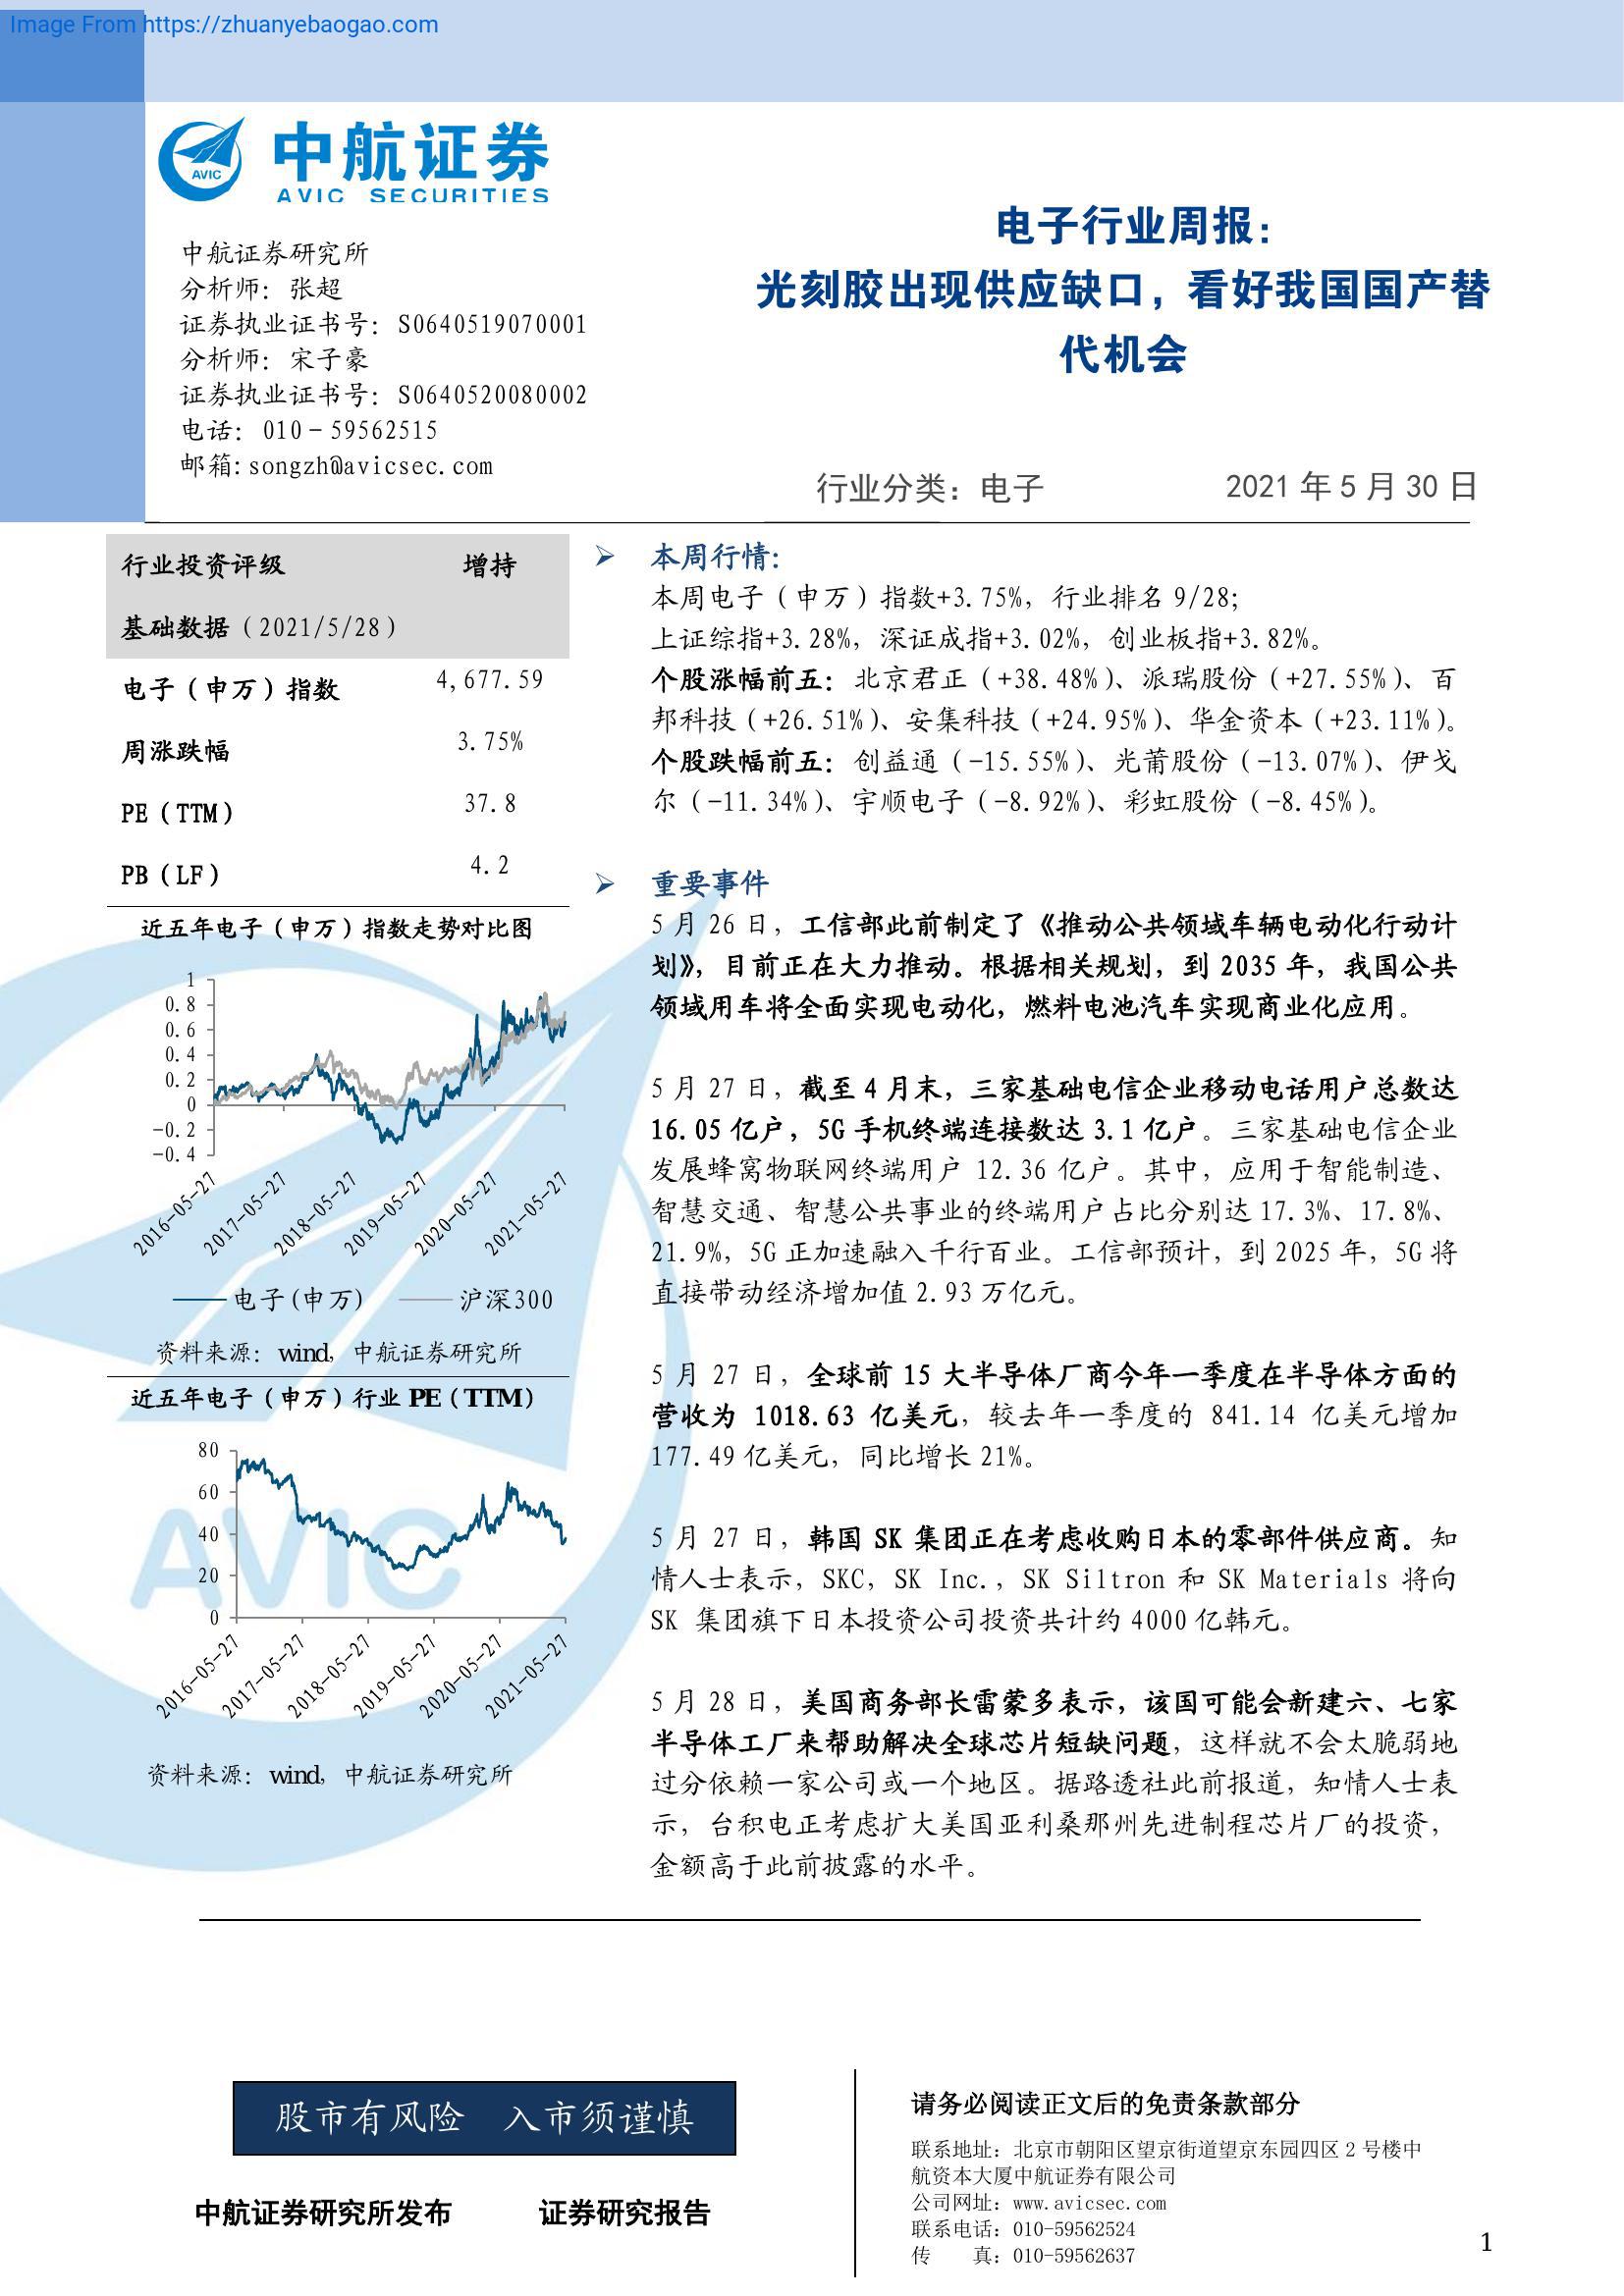 Image From https://zhuanyebaogao.com
AVIC
中航证券
AVIC SECURITIES
中航证券研究所
分析师：张超
证券执业证书号：S0640519070001
分析师：宋子豪
证券执业证书号：S0640520080002
电话：010-59562515
邮箱:songzh@avicsec.com
电子行业周报：
光刻胶出现供应缺口，看好我国国产替
代机会
行业分类：电子 2021年5月30日
行业投资评级 增持
基础数据（2021/5/28）
电子（申万）指数 4,677.59
周涨跌幅 3.75%
PE（TTM） 37.8
PB（LF） 4.2
近五年电子（申万）指数走势对比图
1
0.8
0.6
0.4
0.2
0
-0.2
-0.4
2016-05-27
2017-05-27
2018-05-27
2019-05-27
2020-05-27
2021-05-27
电子(申万) 沪深300
资料来源：wind，中航证券研究所
近五年电子（申万）行业 PE（TTM）
80
60
40
20
0
2016-05-27
2017-05-27
2018-05-27
2019-05-27
2020-05-27
2021-05-27
AVIC
资料来源：wind，中航证券研究所
➢ 本周行情：
本周电子（申万）指数+3.75%，行业排名 9/28；
上证综指+3.28%，深证成指+3.02%，创业板指+3.82%。
个股涨幅前五：北京君正（+38.48%）、派瑞股份（+27.55%）、百
邦科技（+26.51%）、安集科技（+24.95%）、华金资本（+23.11%）。
个股跌幅前五：创益通（-15.55%）、光莆股份（-13.07%）、伊戈
尔（-11.34%）、宇顺电子（-8.92%）、彩虹股份（-8.45%）。
➢ 重要事件
5 月 26 日，工信部此前制定了《推动公共领域车辆电动化行动计
划》，目前正在大力推动。根据相关规划，到 2035 年，我国公共
领域用车将全面实现电动化，燃料电池汽车实现商业化应用。
5 月 27 日，截至 4 月末，三家基础电信企业移动电话用户总数达
16.05 亿户，5G 手机终端连接数达 3.1 亿户。三家基础电信企业
发展蜂窝物联网终端用户 12.36 亿户。其中，应用于智能制造、
智慧交通、智慧公共事业的终端用户占比分别达 17.3%、17.8%、
21.9%，5G 正加速融入千行百业。工信部预计，到 2025 年，5G 将
直接带动经济增加值 2.93 万亿元。
5 月 27 日，全球前 15 大半导体厂商今年一季度在半导体方面的
营收为 1018.63 亿美元，较去年一季度的 841.14 亿美元增加
177.49 亿美元，同比增长 21%。
5 月 27 日，韩国 SK 集团正在考虑收购日本的零部件供应商。知
情人士表示，SKC，SK Inc.，SK Siltron 和 SK Materials 将向
SK 集团旗下日本投资公司投资共计约 4000 亿韩元。
5 月 28 日，美国商务部长雷蒙多表示，该国可能会新建六、七家
半导体工厂来帮助解决全球芯片短缺问题，这样就不会太脆弱地
过分依赖一家公司或一个地区。据路透社此前报道，知情人士表
示，台积电正考虑扩大美国亚利桑那州先进制程芯片厂的投资，
金额高于此前披露的水平。
股市有风险 入市须谨慎
中航证券研究所发布 证券研究报告
请务必阅读正文后的免责条款部分
联系地址：北京市朝阳区望京街道望京东园四区 2 号楼中
航资本大厦中航证券有限公司
公司网址：www.avicsec.com
联系电话：010-59562524
传 真：010-59562637
1